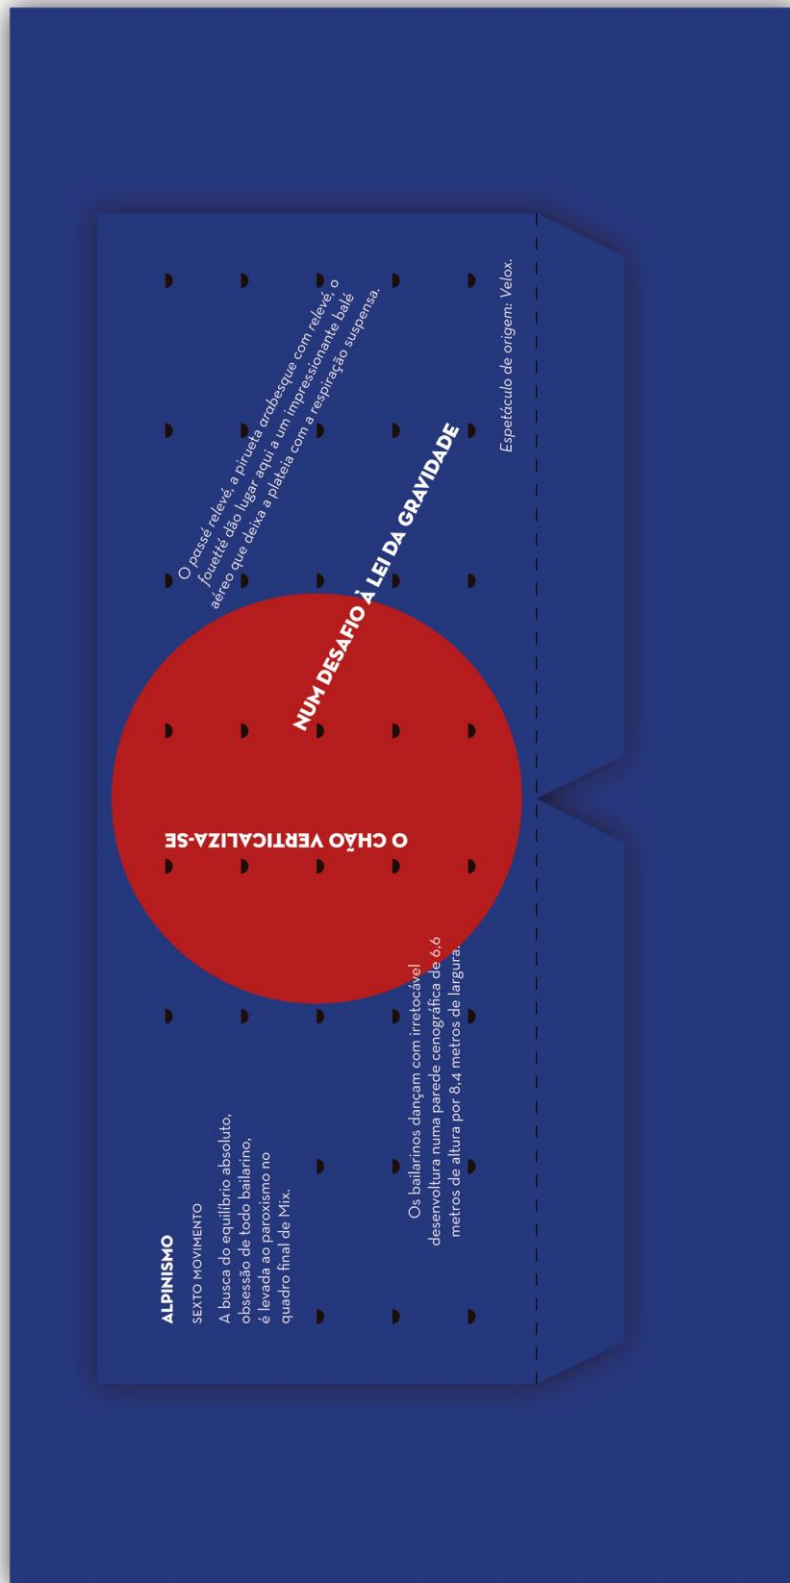 ALPINISMO
SEXTO MOVIMENTO
A busca do equilíbrio absoluto,
obsessão de todo bailarino,
é levada ao paroxismo no
quadro final de Mix.
Os bailarinos dançam com irretocável
desenvoltura numa parede cenográfica de 6,6
metros de altura por 8,4 metros de largura.
O CHÃO VERTICALIZA-SE
NUM DESAFIO À LEI DA GRAVIDADE
O passé relevé, a pirueta arabesque com relevé, o
fouetté dão lugar aqui a um impressionante balé
aéreo que deixa a plateia com a respiração suspensa.
Espetáculo de origem: Velox.